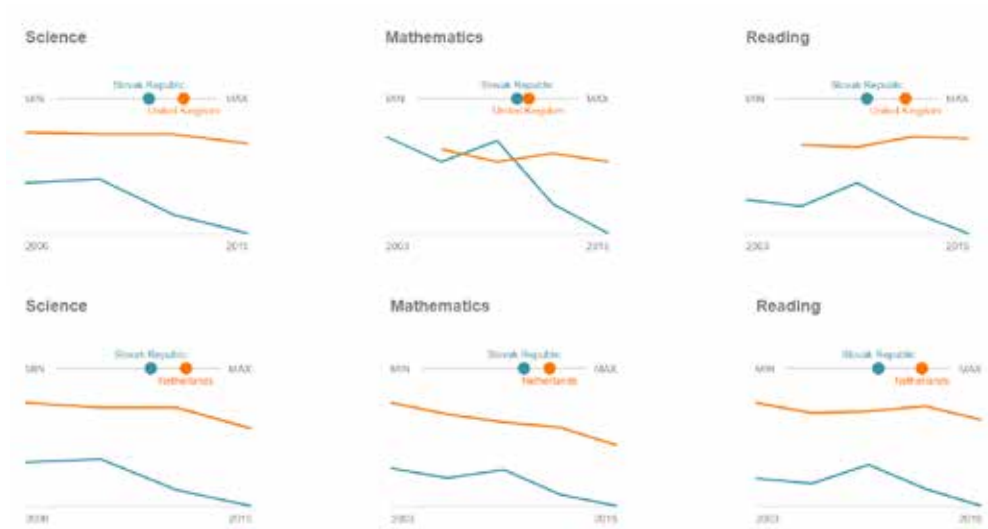 Science
Mathematics
Reading
Slovak Republic
Slovak Republic
Slovak Republic
MIN
MAX
MIN
MAX
MIN
MAX
United Kingdom
United Kingdom
United Kingdom
2006
2015
2003
2015
2003
2015
Science
Mathematics
Reading
Slovak Republic
Slovak Republic
Slovak Republic
MIN
MAX
MIN
MAX
MIN
MAX
Netherlands
Netherlands
Netherlands
2006
2015
2003
2015
2003
2015